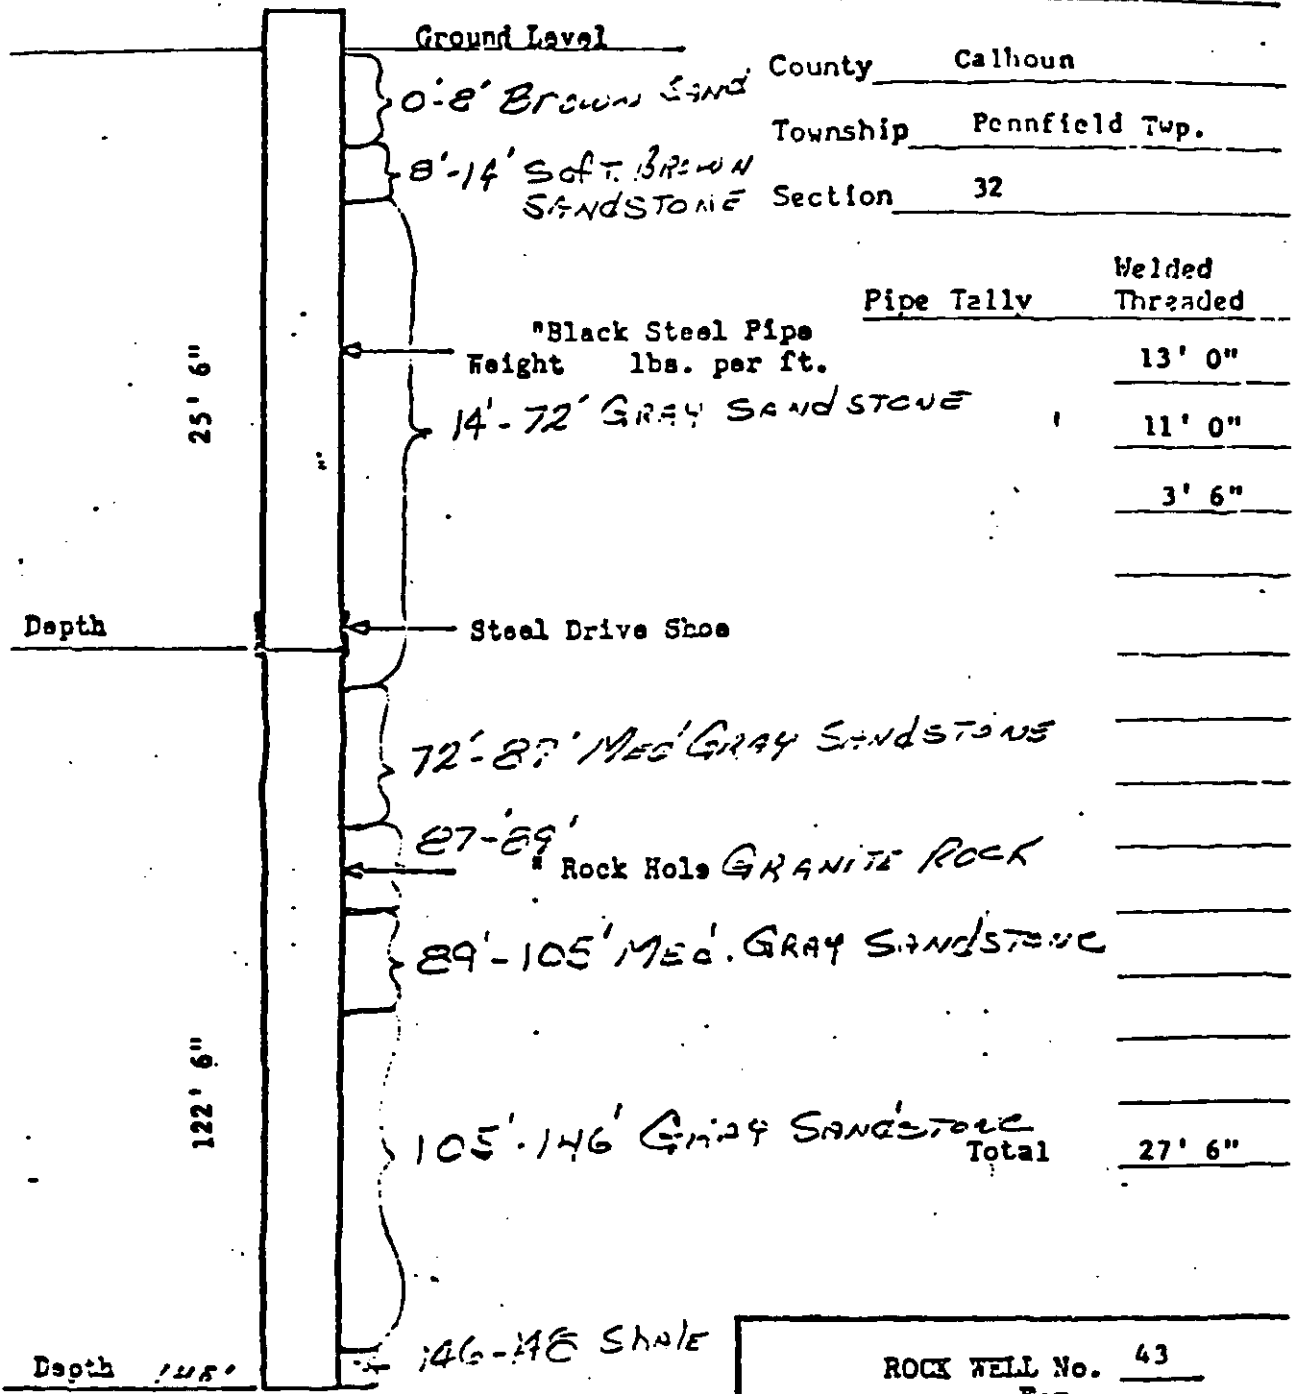 Ground Level
County Calhoun
0'-8' Brown Sand
Township Pennfield Twp.
8'-14' Soft Brown
SANDSTONE
Section 32
Welded
Pipe Tally Threaded
"Black Steel Pipe
Weight lbs. per ft.
13' 0"
25' 6"
14'-72' GRAY SANDSTONE
11' 0"
3' 6"
Depth
Steel Drive Shoe
72'-87' Med GRAY SANDSTONE
87-89'
" Rock Hole GRANITE ROCK
89'-105' Med. GRAY SANDSTONE
122' 6"
105'-146' GRAY SANDSTONE
Total 27' 6"
146-148 Shale
Depth 148'
ROCK WELL No. 43